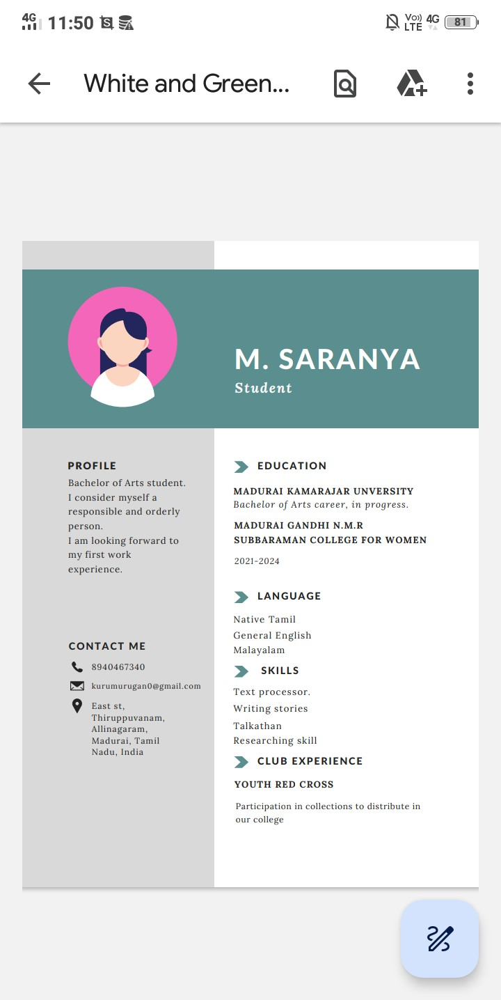 4G 11:50 S Vo)) LTE 4G 81
White and Green...
M. SARANYA
Student
PROFILE
Bachelor of Arts student.
I consider myself a
responsible and orderly
person.
I am looking forward to
my first work
experience.
CONTACT ME
8940467340
kurumurugan0@gmail.com
East st,
Thiruppuvanam,
Allinagaram,
Madurai, Tamil
Nadu, India
EDUCATION
MADURAI KAMARAJAR UNVERSITY
Bachelor of Arts career, in progress.
MADURAI GANDHI N.M.R
SUBBARAMAN COLLEGE FOR WOMEN
2021-2024
LANGUAGE
Native Tamil
General English
Malayalam
SKILLS
Text processor.
Writing stories
Talkathan
Researching skill
CLUB EXPERIENCE
YOUTH RED CROSS
Participation in collections to distribute in
our college